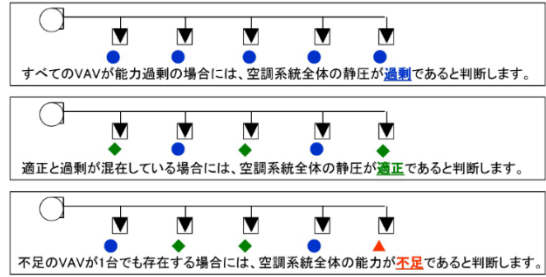 すべてのVAVが能力過剰の場合には、空調系統全体の静圧が過剰であると判断します。
適正と過剰が混在している場合には、空調系統全体の静圧が適正であると判断します。
不足のVAVが1台でも存在する場合には、空調系統全体の能力が不足であると判断します。